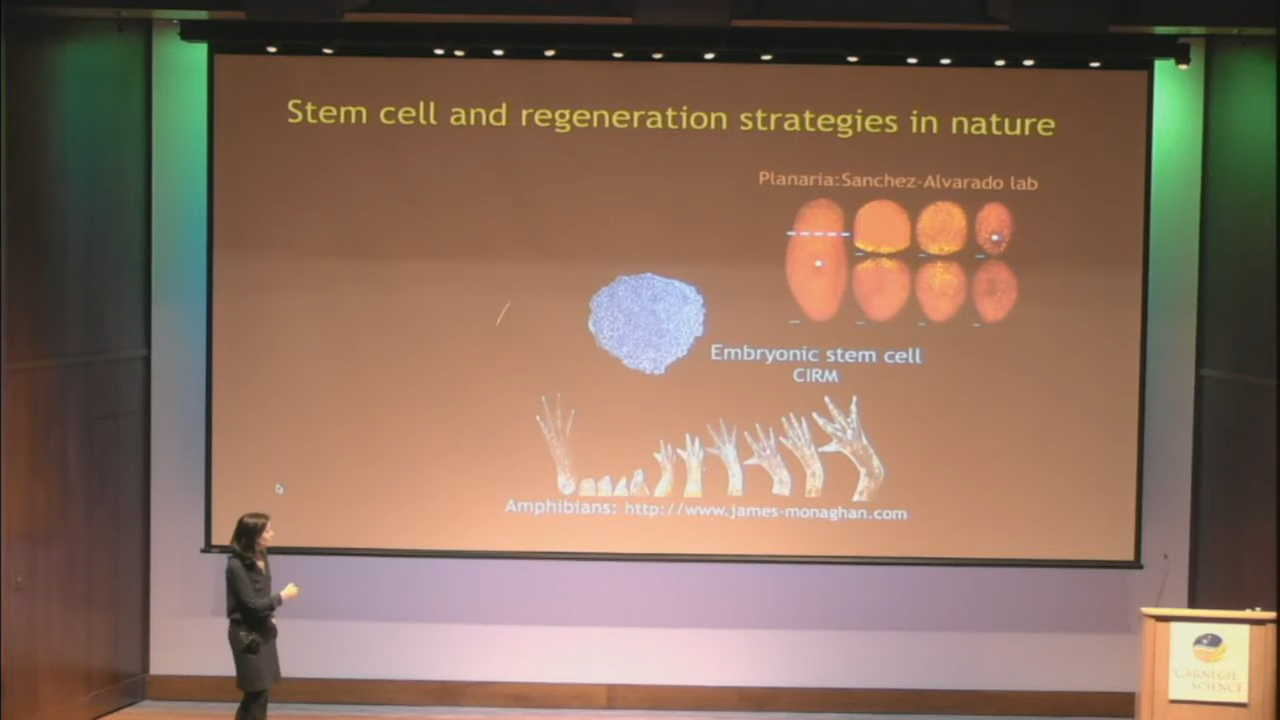 Stem cell and regeneration strategies in nature
Planaria:Sanchez-Alvarado lab
Embryonic stem cell
CIRM
Amphibians: http://www.james-monaghan.com
CARNEGIE
SCIENCE